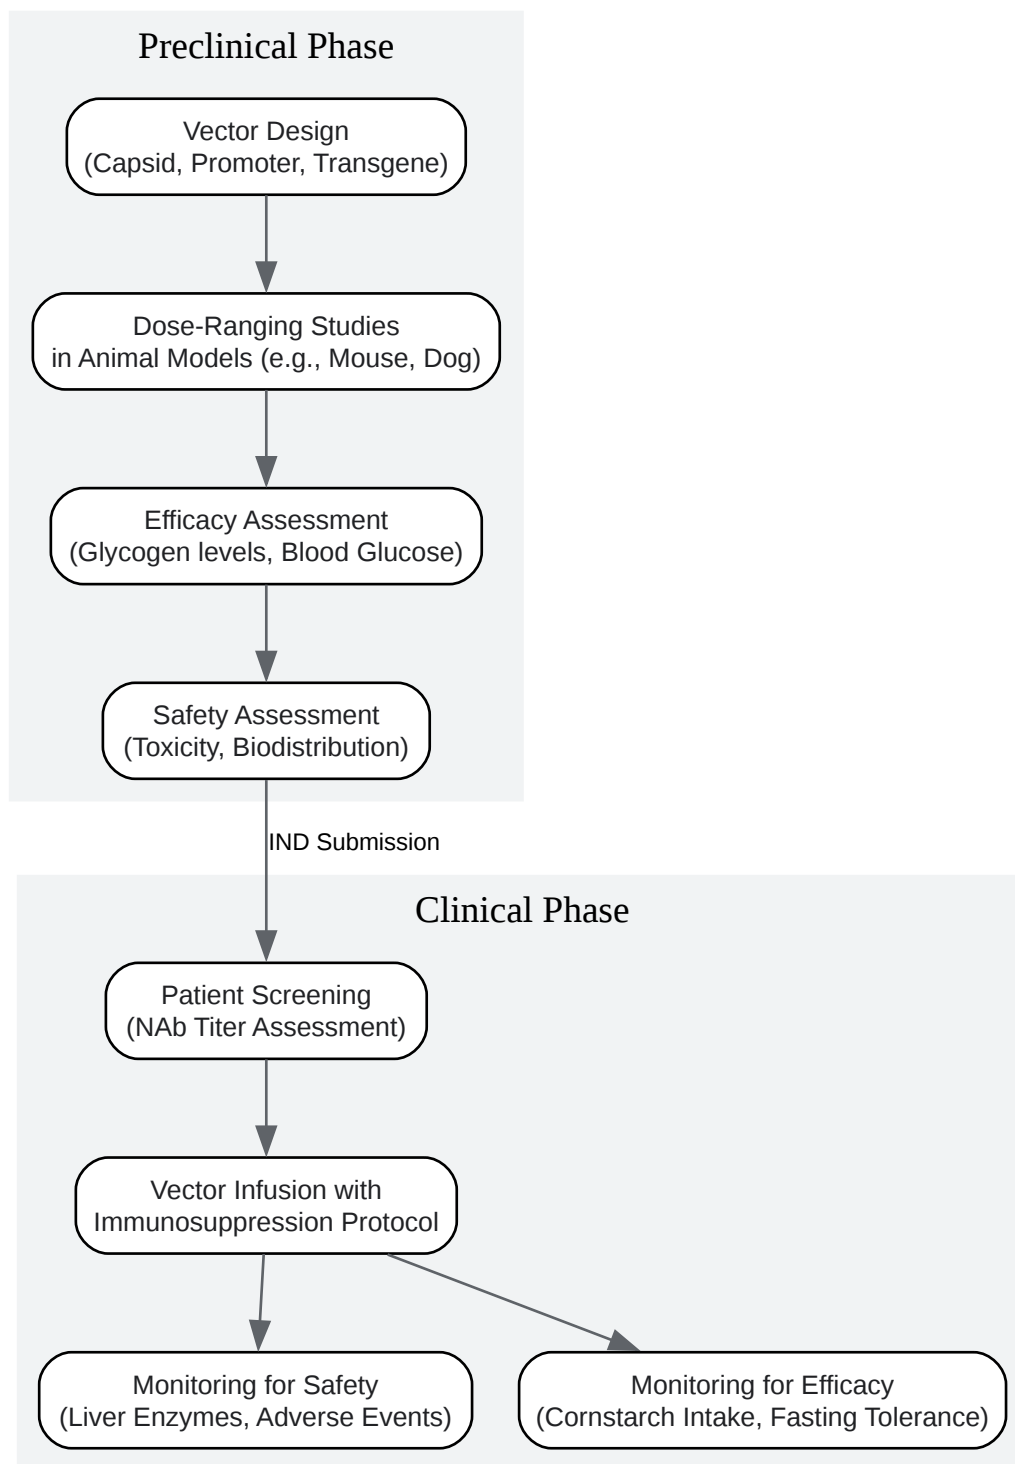 Preclinical Phase
Vector Design
(Capsid, Promoter, Transgene)
Dose-Ranging Studies
in Animal Models (e.g., Mouse, Dog)
Efficacy Assessment
(Glycogen levels, Blood Glucose)
Safety Assessment
(Toxicity, Biodistribution)
IND Submission
Clinical Phase
Patient Screening
(NAb Titer Assessment)
Vector Infusion with
Immunosuppression Protocol
Monitoring for Safety
(Liver Enzymes, Adverse Events)
Monitoring for Efficacy
(Cornstarch Intake, Fasting Tolerance)